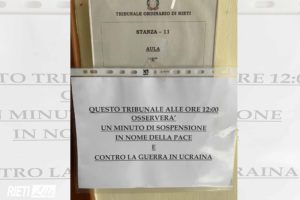 TRIBUNALE ORDINARIO DI RIETI
STANZA - 11
AULA
QUESTO TRIBUNALE ALLE ORE 12:00
OSSERVERA'
UN MINUTO DI SOSPENSIONE
IN NOME DELLA PACE
E
CONTRO LA GUERRA IN UCRAINA
RIETI